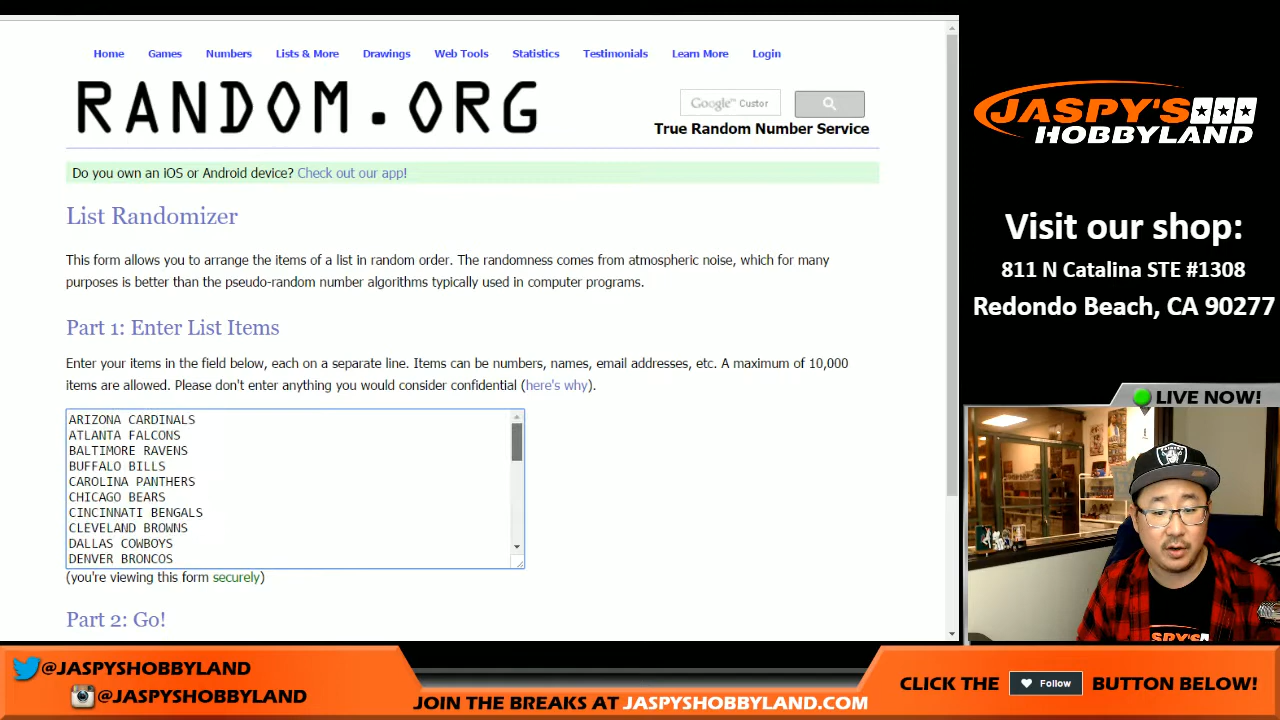 Home Games Numbers Lists & More Drawings Web Tools Statistics Testimonials Learn More Login
RANDOM.ORG
Google™ Custor
True Random Number Service
Do you own an iOS or Android device? Check out our app!
List Randomizer
This form allows you to arrange the items of a list in random order. The randomness comes from atmospheric noise, which for many
purposes is better than the pseudo-random number algorithms typically used in computer programs.
Part 1: Enter List Items
Enter your items in the field below, each on a separate line. Items can be numbers, names, email addresses, etc. A maximum of 10,000
items are allowed. Please don't enter anything you would consider confidential (here's why).
ARIZONA CARDINALS
ATLANTA FALCONS
BALTIMORE RAVENS
BUFFALO BILLS
CAROLINA PANTHERS
CHICAGO BEARS
CINCINNATI BENGALS
CLEVELAND BROWNS
DALLAS COWBOYS
DENVER BRONCOS
(you're viewing this form securely)
Part 2: Go!
JASPY'S
HOBBYLAND
Visit our shop:
811 N Catalina STE #1308
Redondo Beach, CA 90277
LIVE NOW!
@JASPYSHOBBYLAND
@JASPYSHOBBYLAND
JOIN THE BREAKS AT JASPYSHOBBYLAND.COM
CLICK THE Follow BUTTON BELOW!